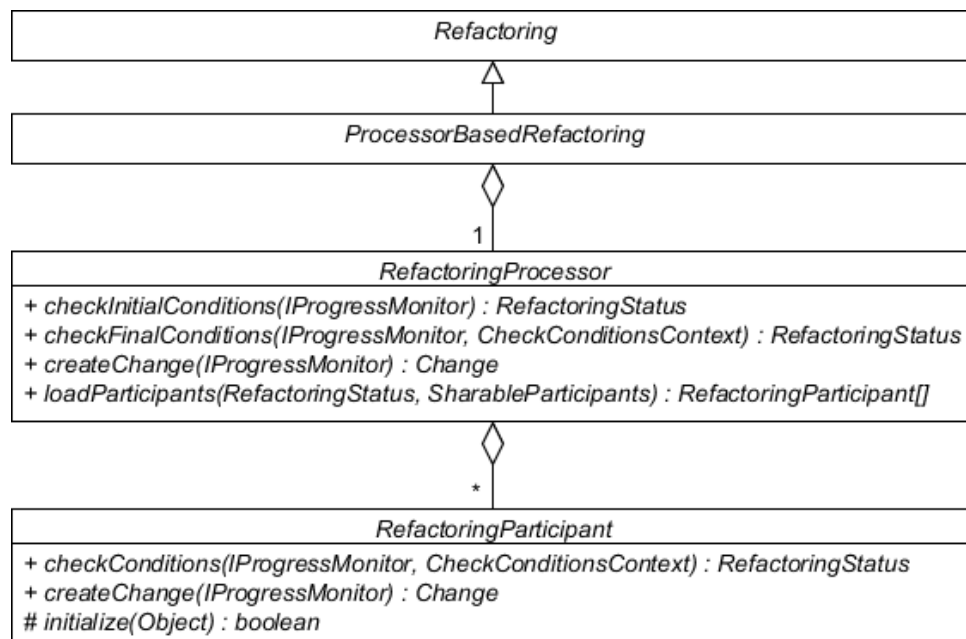 Refactoring
ProcessorBasedRefactoring
1
RefactoringProcessor
+ checkInitialConditions(IProgressMonitor) : RefactoringStatus
+ checkFinalConditions(IProgressMonitor, CheckConditionsContext) : RefactoringStatus
+ createChange(IProgressMonitor) : Change
+ loadParticipants(RefactoringStatus, SharableParticipants) : RefactoringParticipant[]
*
RefactoringParticipant
+ checkConditions(IProgressMonitor, CheckConditionsContext) : RefactoringStatus
+ createChange(IProgressMonitor) : Change
# initialize(Object) : boolean